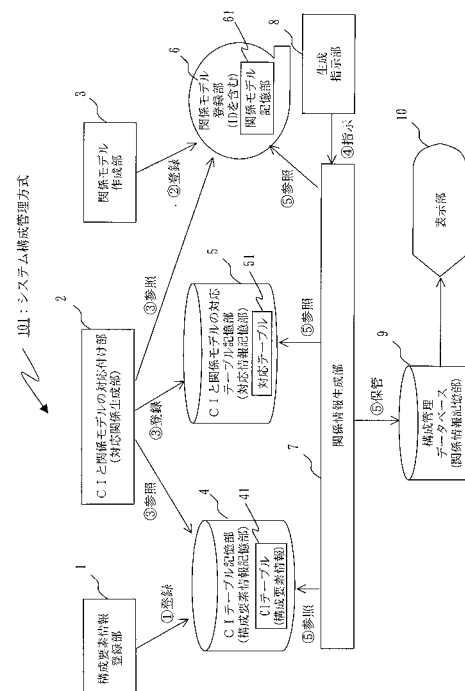 101：システム構成管理方式
1
構成要素情報
登録部
2
ＣＩと関係モデルの対応付け部
(対応関係生成部)
3
関係モデル
作成部
①登録
③参照
③登録
③参照
②登録
4
ＣＩテーブル記憶部
(構成要素情報記憶部)
41
CIテーブル
(構成要素情報)
5
ＣＩと関係モデルの対応
テーブル記憶部
(対応情報記憶部)
51
対応テーブル
6
関係モデル
登録部
(IDを含む)
61
関係モデル
記憶部
⑤参照
⑤参照
⑤参照
④指示
7
関係情報生成部
8
生成
指示部
⑤保管
9
構成管理
データベース
(関係情報記憶部)
10
表示部